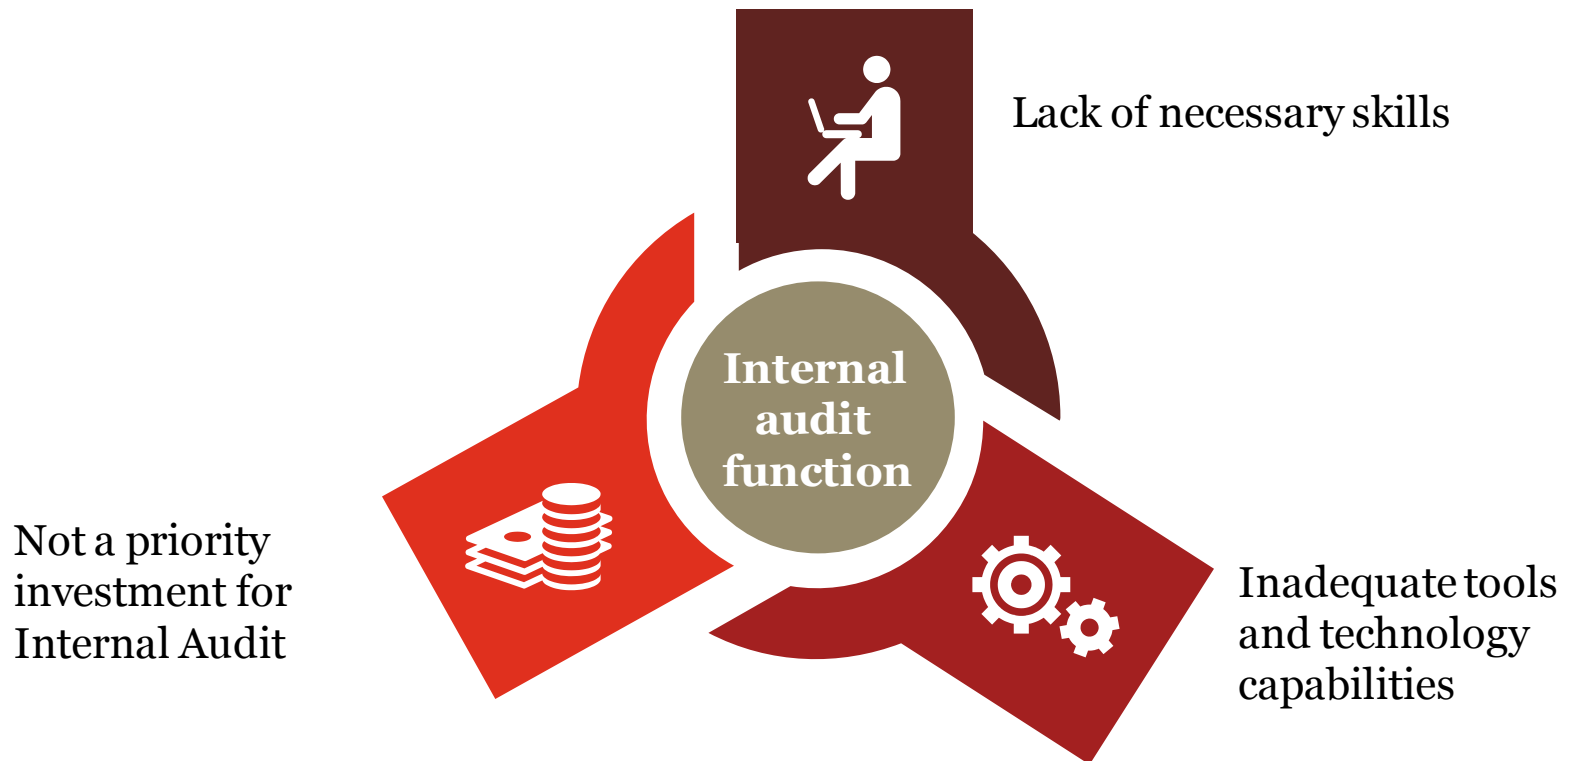 Lack of necessary skills
Internal
audit
function
Not a priority
investment for
Internal Audit
Inadequate tools
and technology
capabilities